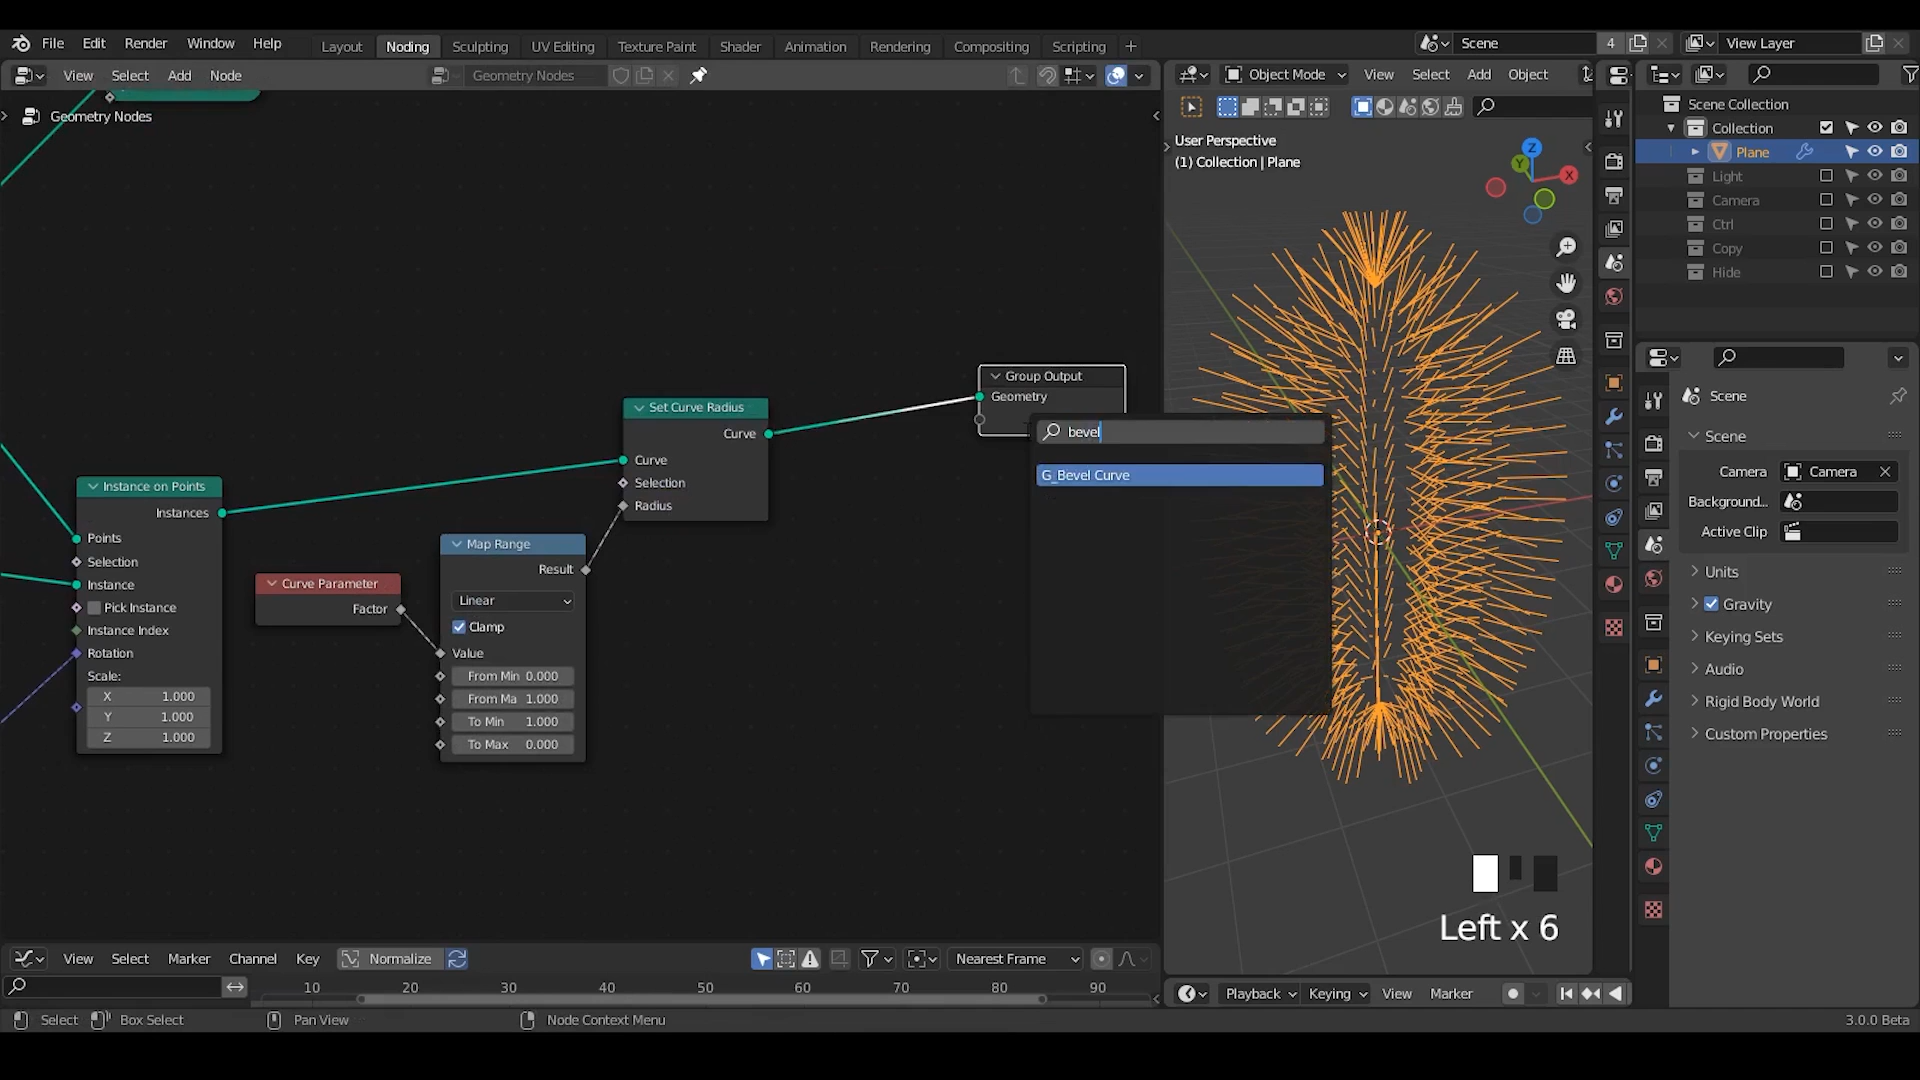 File Edit Render Window Help
Layout Noding Sculpting UV Editing Texture Paint Shader Animation Rendering Compositing Scripting +
Scene 4
View Layer
View Select Add Node
Geometry Nodes
Object Mode View Select Add Object
Geometry Nodes
User Perspective
(1) Collection | Plane
Z
Y
X
Scene Collection
Collection
Plane
Light
Camera
Ctrl
Copy
Hide
Group Output
Geometry
bevel
G_Bevel Curve
Set Curve Radius
Curve
Curve
Selection
Radius
Instance on Points
Instances
Points
Selection
Instance
Pick Instance
Instance Index
Rotation
Scale:
X 1.000
Y 1.000
Z 1.000
Curve Parameter
Factor
Map Range
Result
Linear
Clamp
Value
From Min 0.000
From Ma 1.000
To Min 1.000
To Max 0.000
Scene
Scene
Camera Camera
Background...
Active Clip
Units
Gravity
Keying Sets
Audio
Rigid Body World
Custom Properties
Left x 6
View Select Marker Channel Key Normalize Nearest Frame
10 20 30 40 50 60 70 80 90
Playback Keying View Marker
Select Box Select Pan View Node Context Menu 3.0.0 Beta